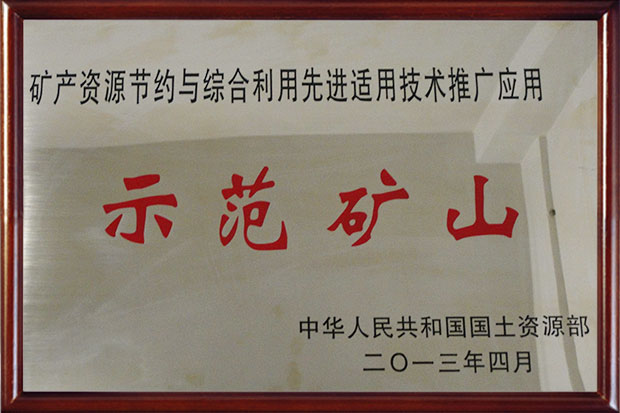 矿产资源节约与综合利用先进适用技术推广应用
示范矿山
中华人民共和国国土资源部
二〇一三年四月